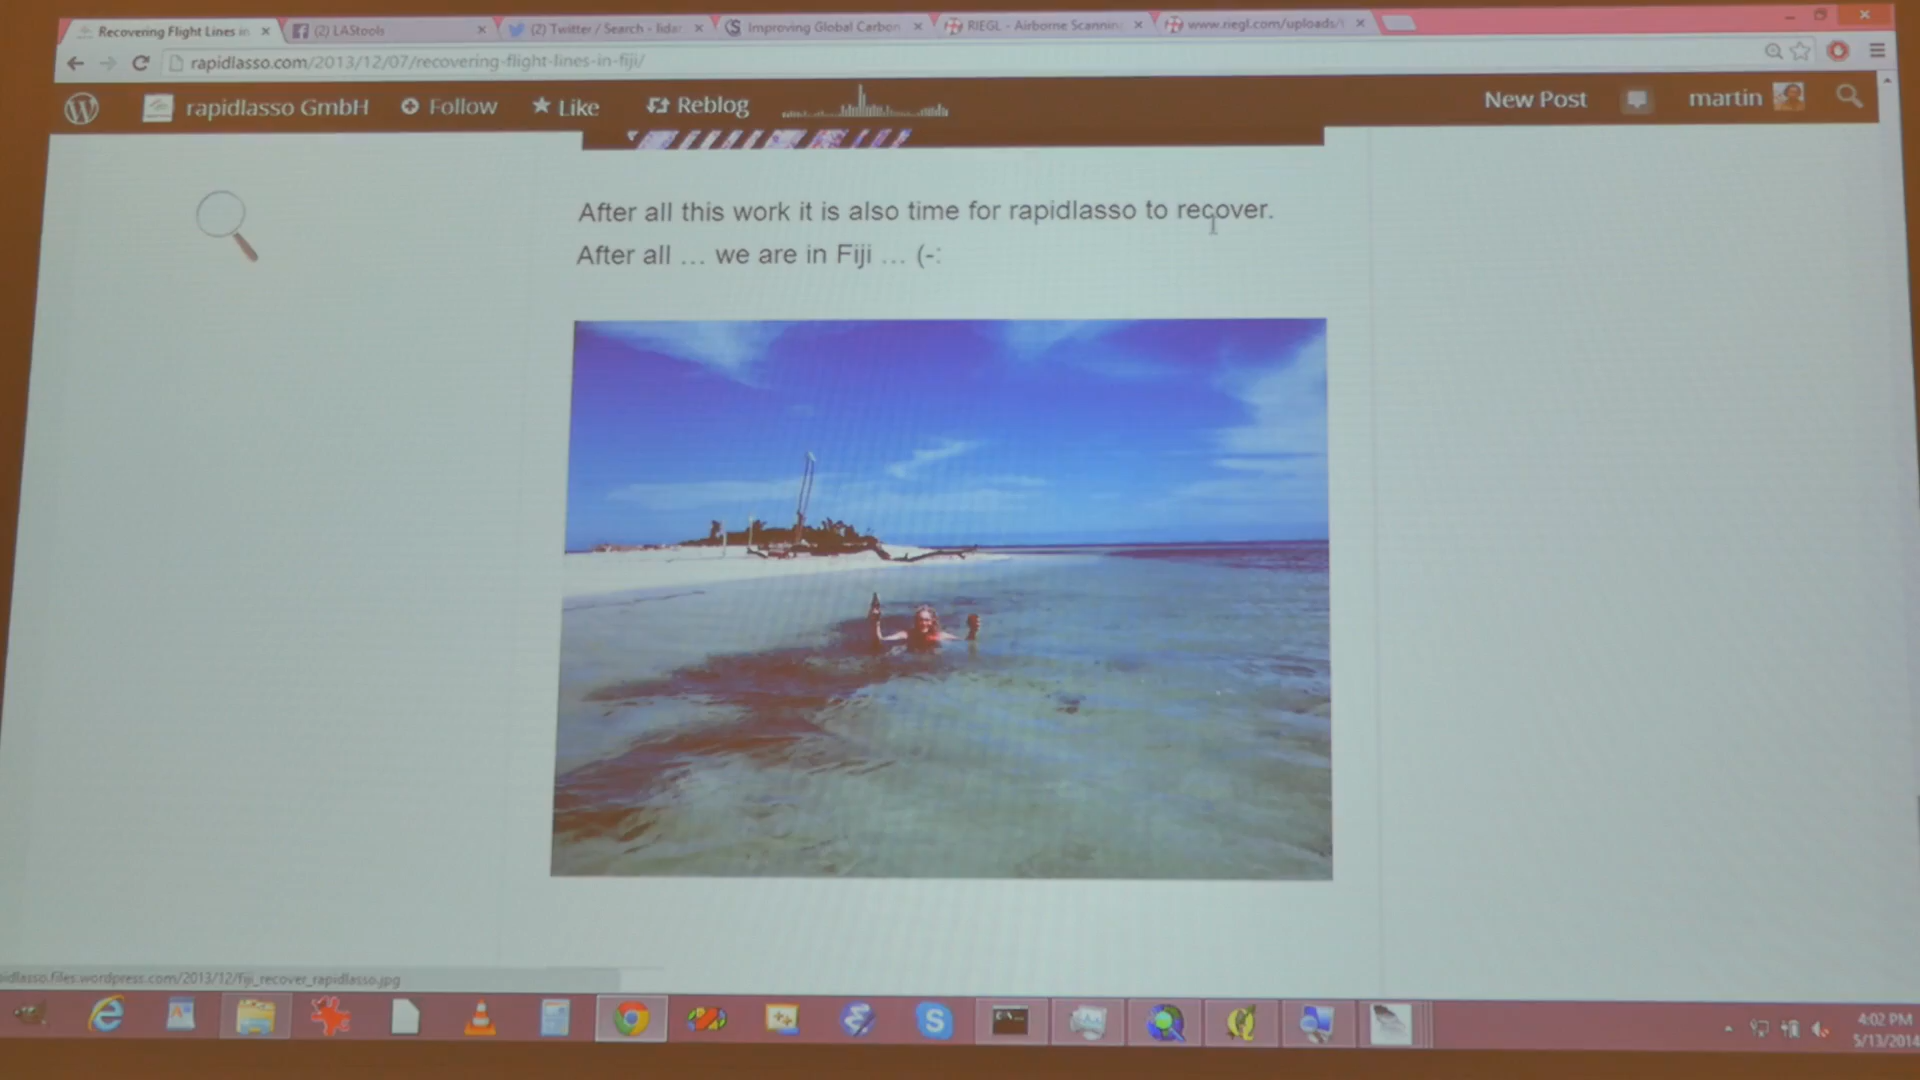 Recovering Flight Lines in
(2) LAStools
(2) Twitter / Search - lidar
Improving Global Carbon
RIEGL - Airborne Scannin
www.riegl.com/uploads/
rapidlasso.com/2013/12/07/recovering-flight-lines-in-fiji/
rapidlasso GmbH
Follow
Like
Reblog
New Post
martin
After all this work it is also time for rapidlasso to recover.
After all … we are in Fiji … (-:
idlasso.files.wordpress.com/2013/12/fiji_recover_rapidlasso.jpg
4:02 PM
5/13/2014